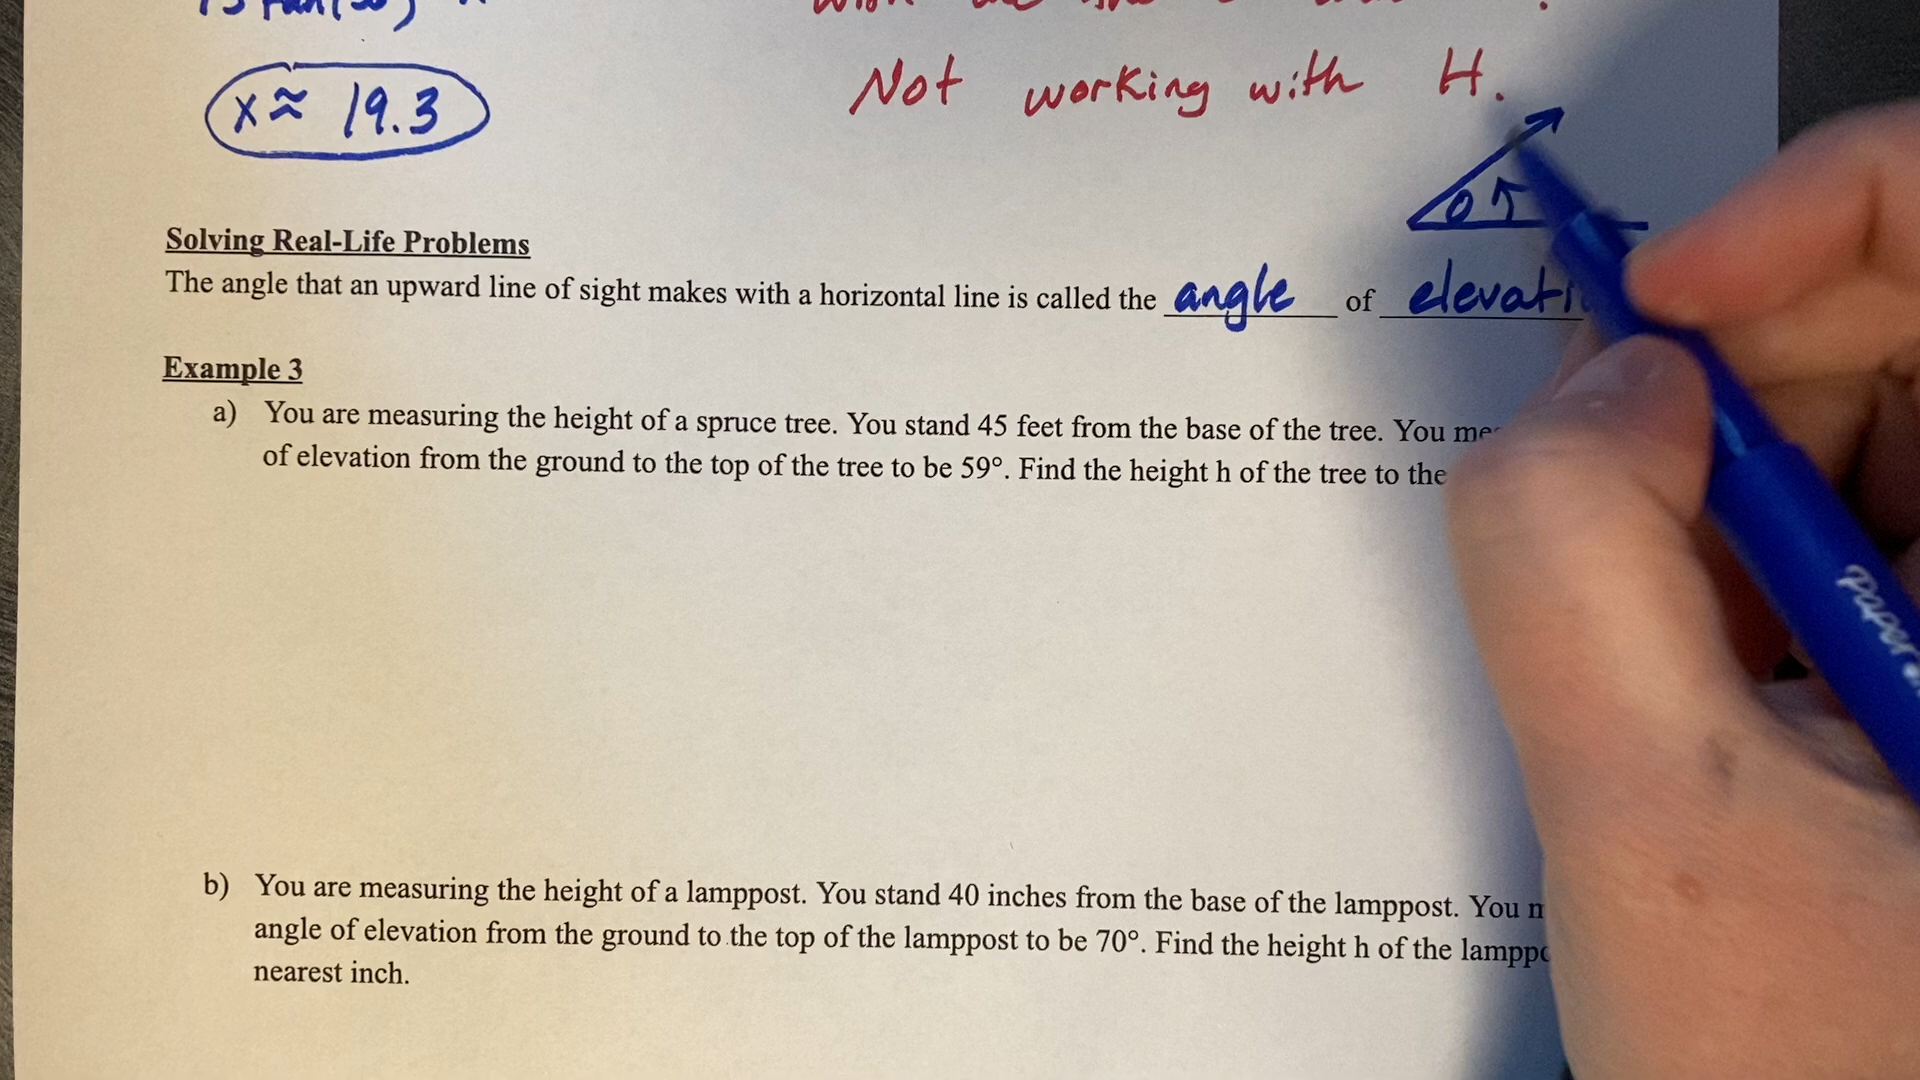 x ≈ 19.3
Not working with H.
Solving Real-Life Problems
The angle that an upward line of sight makes with a horizontal line is called the angle of elevati
Example 3
a) You are measuring the height of a spruce tree. You stand 45 feet from the base of the tree. You
of elevation from the ground to the top of the tree to be 59°. Find the height h of the tree to the
b) You are measuring the height of a lamppost. You stand 40 inches from the base of the lamppost. You
angle of elevation from the ground to the top of the lamppost to be 70°. Find the height h of the lamppo
nearest inch.
Paper